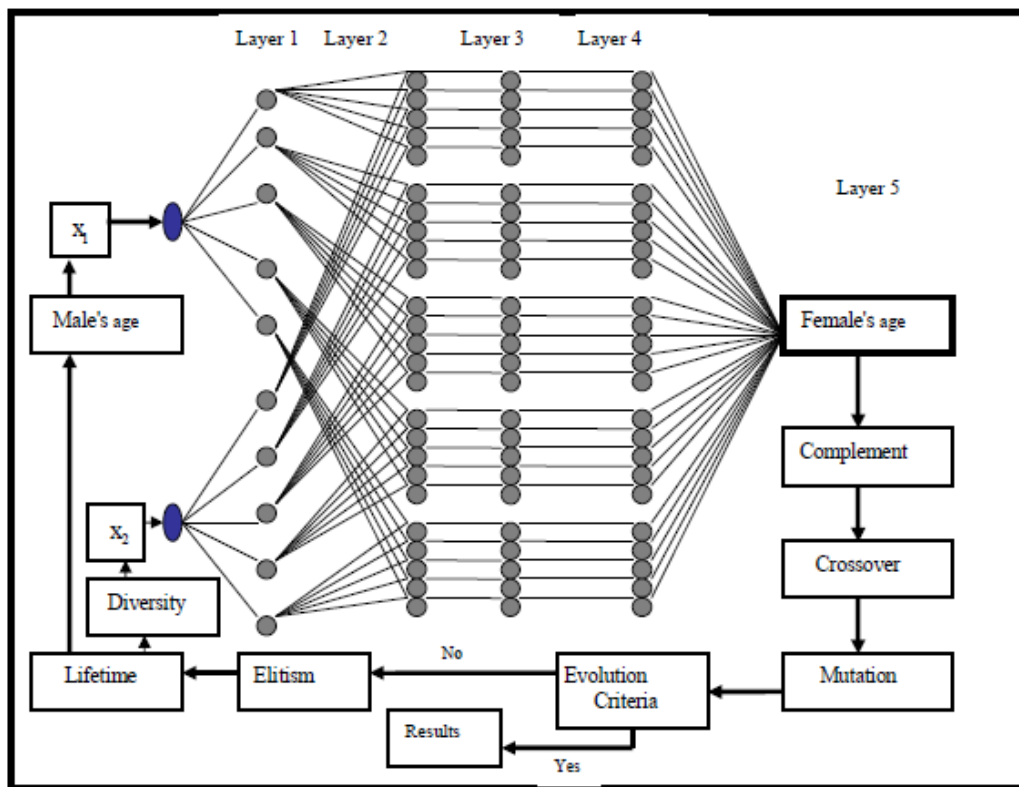 Layer 1 Layer 2 Layer 3 Layer 4
Layer 5
x1
Male's age
Female's age
Complement
x2
Crossover
Diversity
No
Lifetime
Elitism
Evolution
Criteria
Mutation
Results
Yes